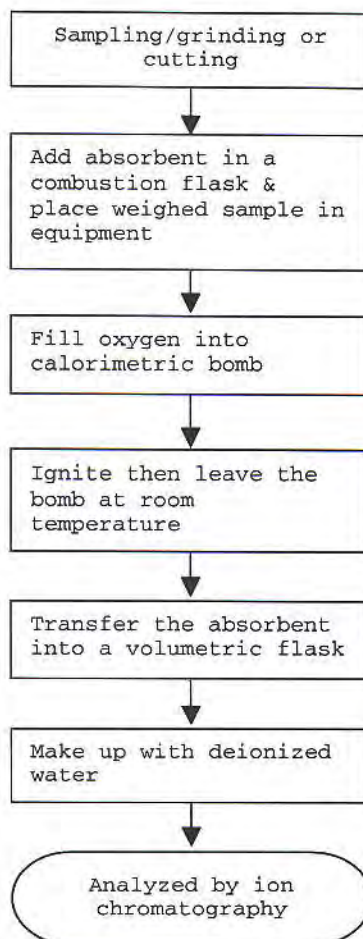 Sampling/grinding or
cutting
Add absorbent in a
combustion flask &
place weighed sample in
equipment
Fill oxygen into
calorimetric bomb
Ignite then leave the
bomb at room
temperature
Transfer the absorbent
into a volumetric flask
Make up with deionized
water
Analyzed by ion
chromatography